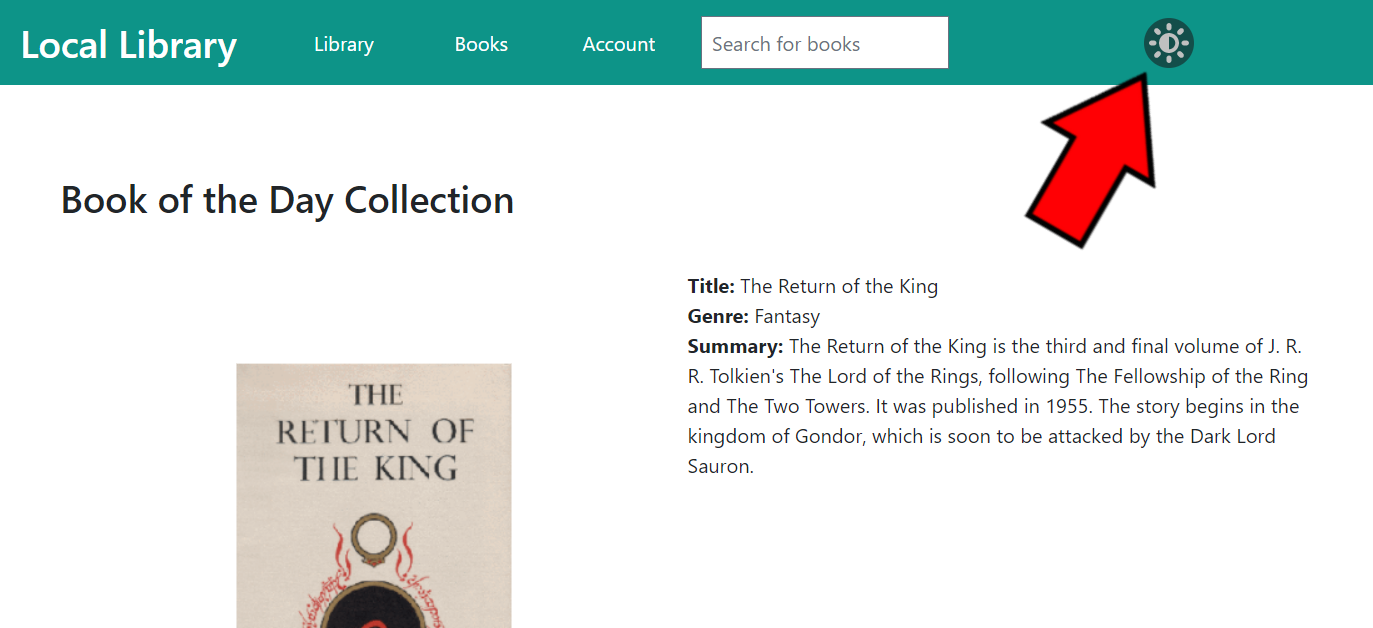 Local Library
Library
Books
Account
Search for books
Book of the Day Collection
Title: The Return of the King
Genre: Fantasy
Summary: The Return of the King is the third and final volume of J. R.
R. Tolkien's The Lord of the Rings, following The Fellowship of the Ring
and The Two Towers. It was published in 1955. The story begins in the
kingdom of Gondor, which is soon to be attacked by the Dark Lord
Sauron.
THE
RETURN OF
THE KING